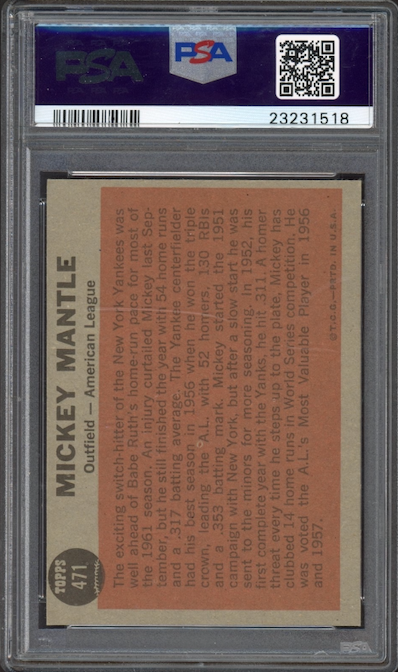 PSA
PSA
23231518
TOPPS
471
MICKEY MANTLE
Outfield — American League
The exciting switch-hitter of the New York Yankees was
well ahead of Babe Ruth's home-run pace for most of
the 1961 season. An injury curtailed Mickey last Sep-
tember, but he still finished the year with 54 home runs
and a .317 batting average. The Yankee centerfielder
had his best season in 1956 when he won the triple
crown, leading the A.L. with 52 homers, 130 RBIs
and a .353 batting mark. Mickey started the 1951
campaign with New York, but after a slow start he was
sent to the minors for more seasoning. In 1952, his
first complete year with the Yanks, he hit .311. A homer
threat every time he steps up to the plate, Mickey has
clubbed 14 home runs in World Series competition. He
was voted the A.L.'s Most Valuable Player in 1956
and 1957.
©T.C.G.—PRTD. IN U.S.A.